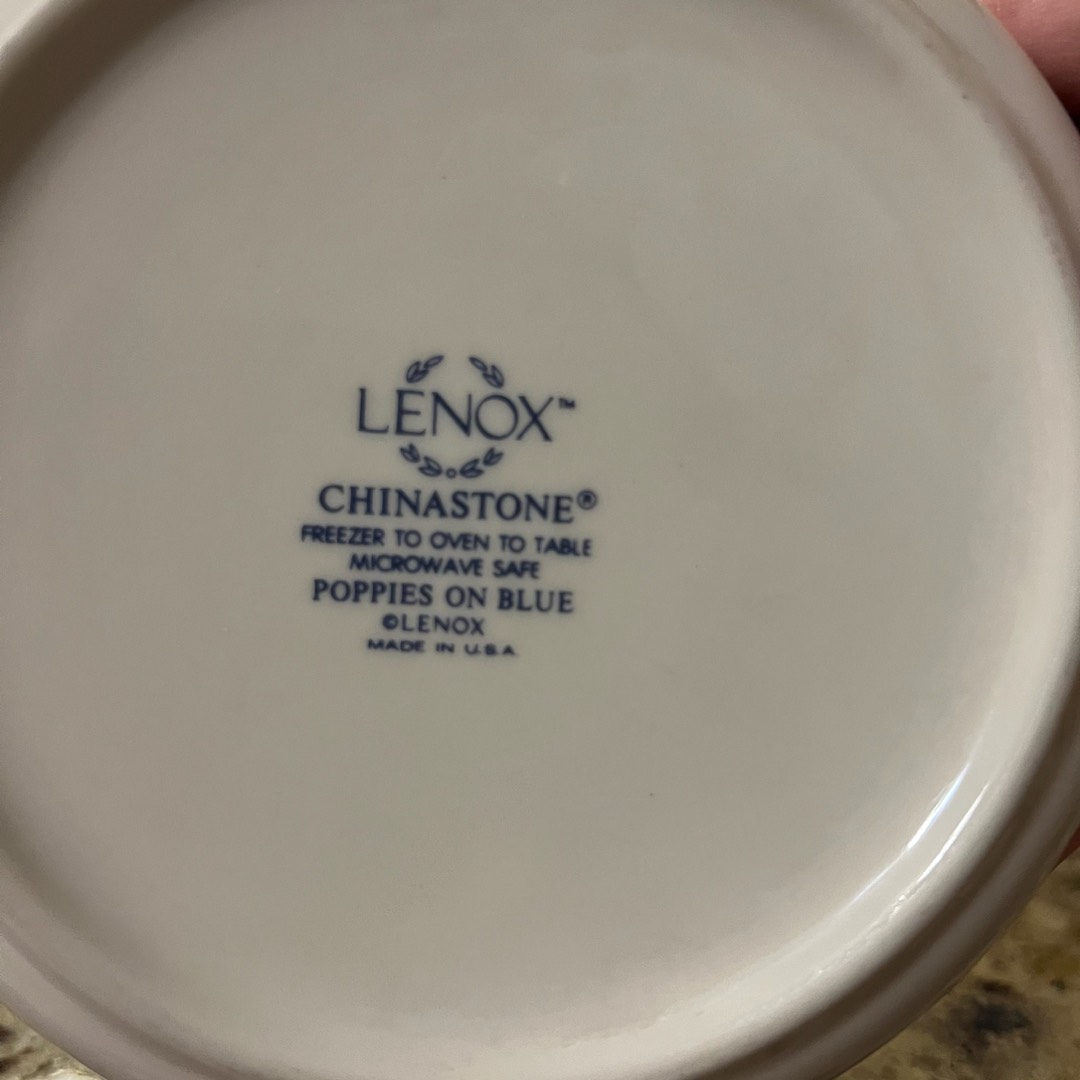 LENOX™
CHINASTONE®
FREEZER TO OVEN TO TABLE
MICROWAVE SAFE
POPPIES ON BLUE
©LENOX
MADE IN U.S.A.